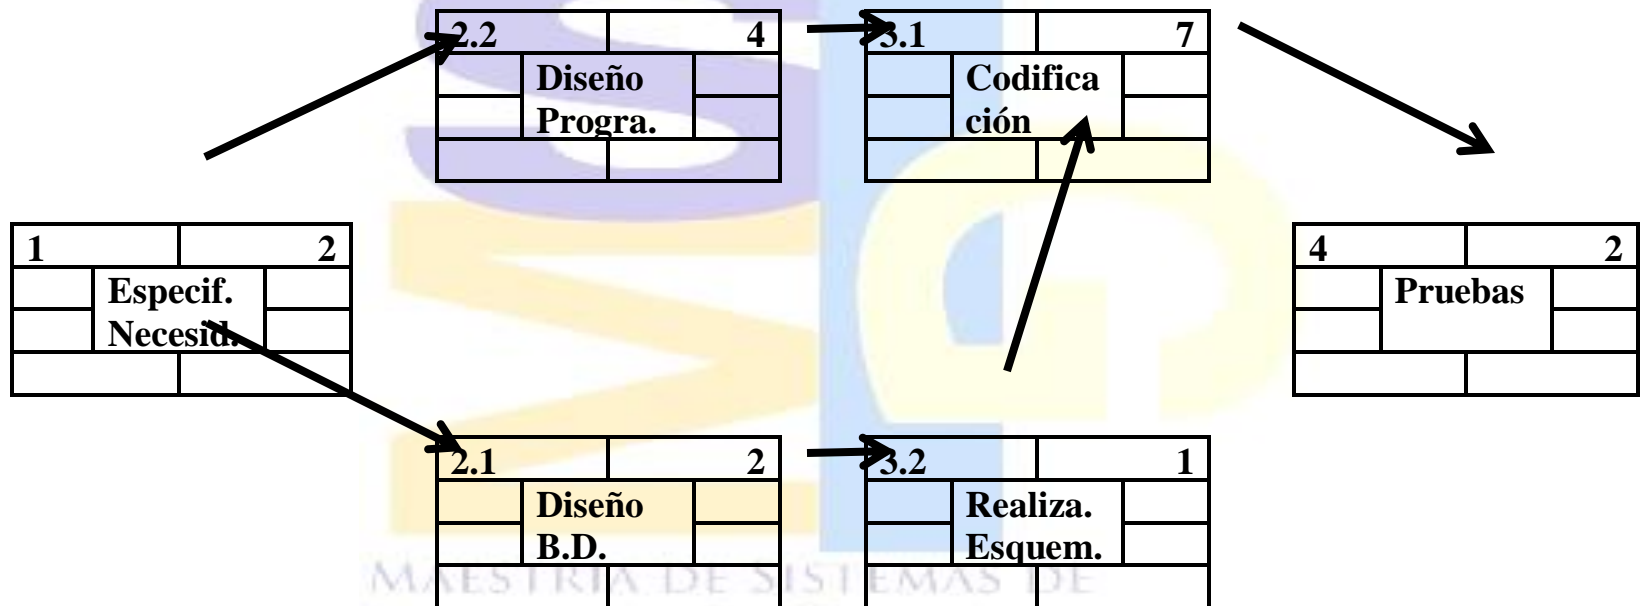 2.2 4
Diseño
Progra.
3.1 7
Codifica
ción
1 2
Especif.
Necesid.
4 2
Pruebas
2.1 2
Diseño
B.D.
3.2 1
Realiza.
Esquem.
MAESTRIA DE SISTEMAS DE